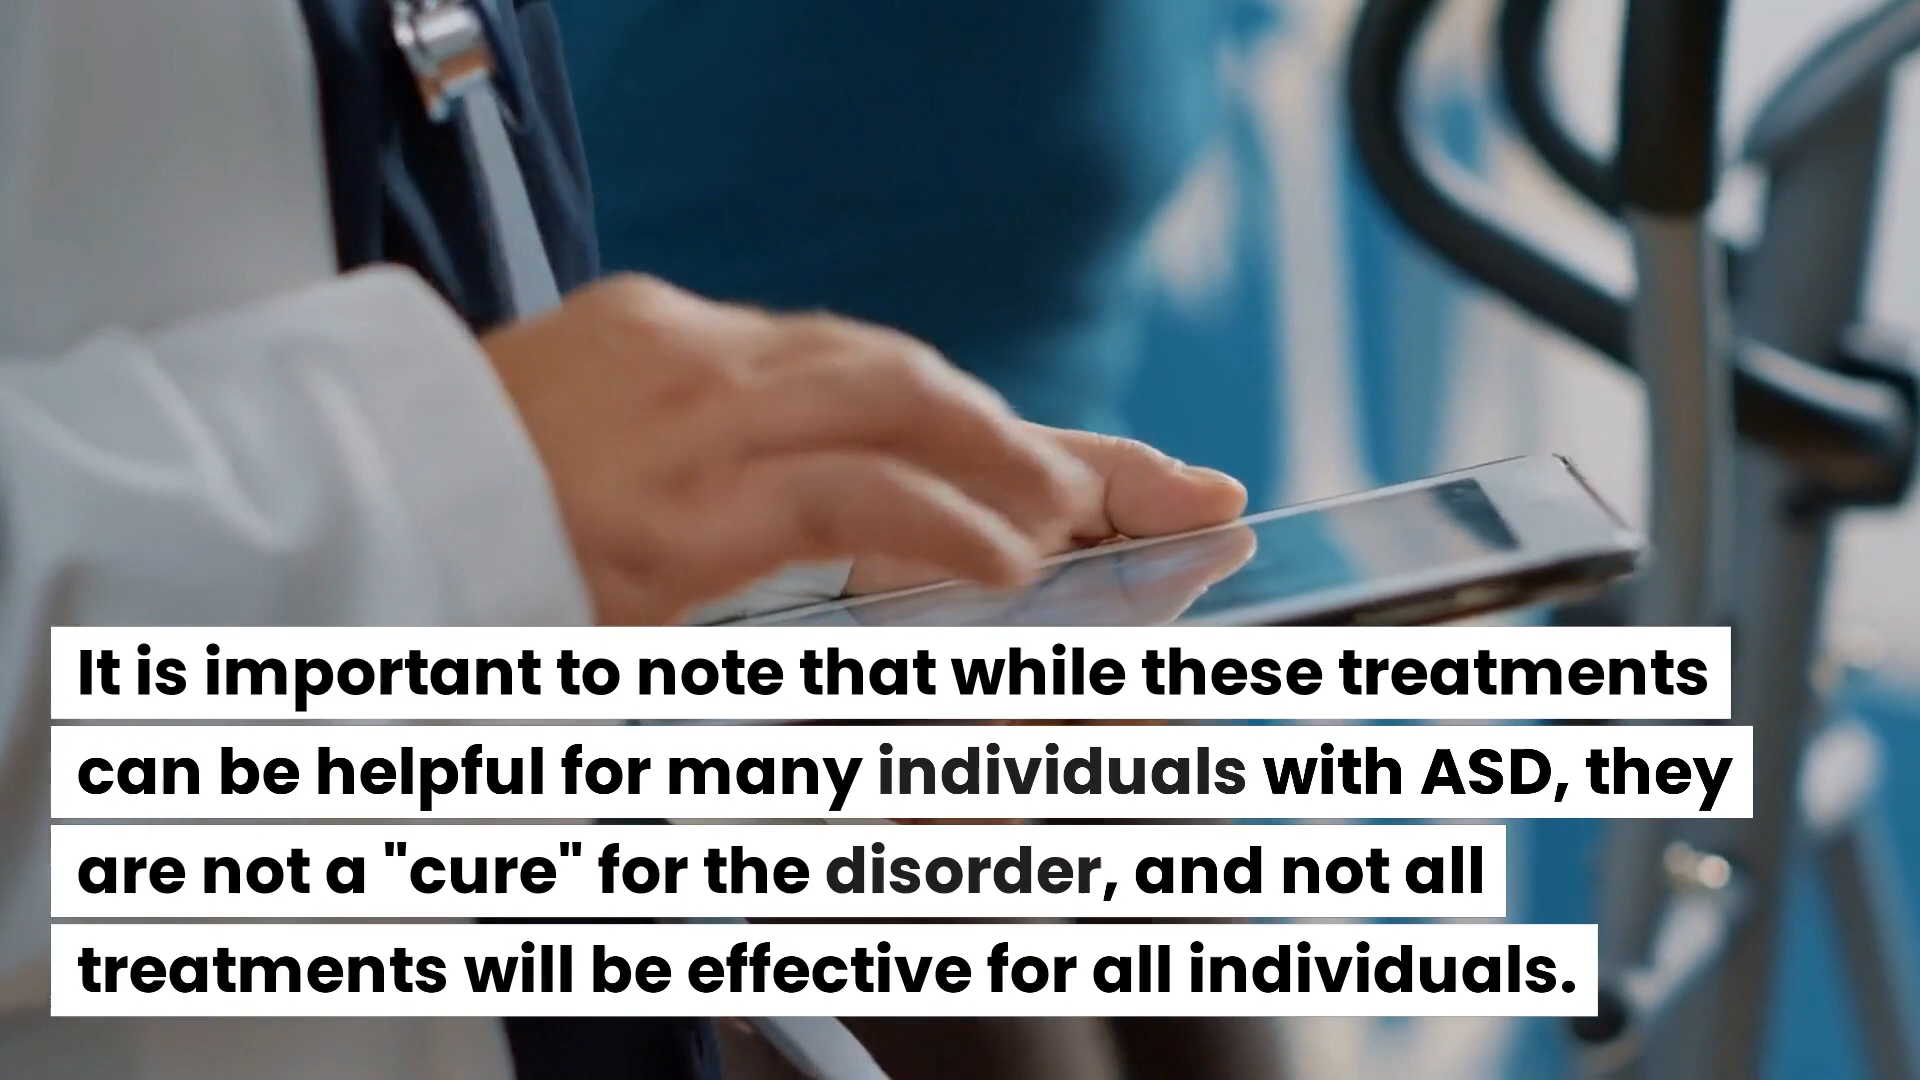 It is important to note that while these treatments
can be helpful for many individuals with ASD, they
are not a "cure" for the disorder, and not all
treatments will be effective for all individuals.